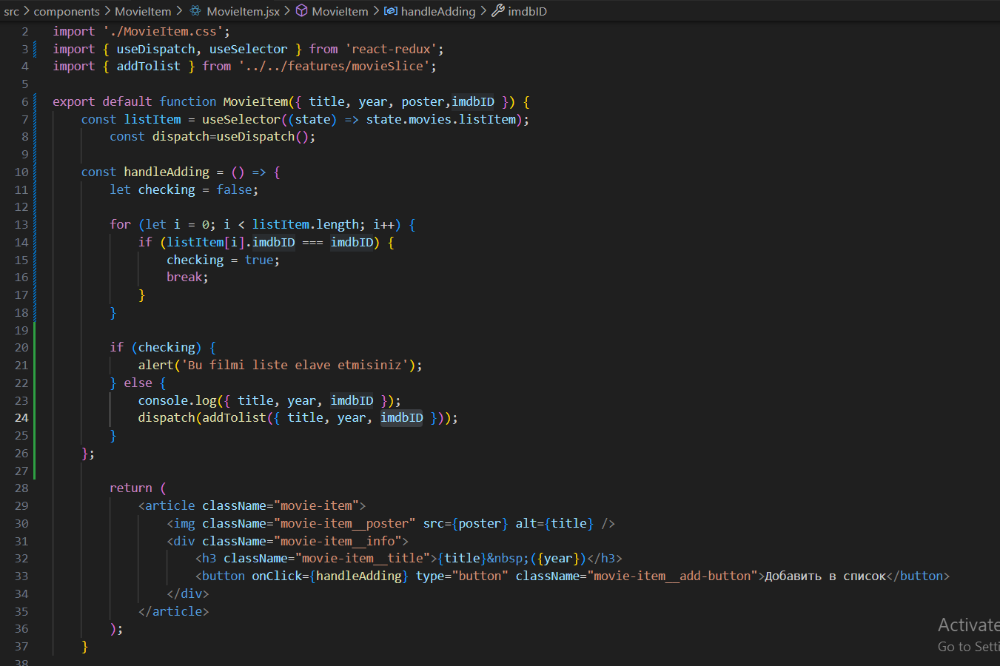 src > components > MovieItem > MovieItem.jsx > MovieItem > handleAdding > imdbID
2 import './MovieItem.css';
3 import { useDispatch, useSelector } from 'react-redux';
4 import { addTolist } from '../../features/movieSlice';
5
6 export default function MovieItem({ title, year, poster,imdbID }) {
7 const listItem = useSelector((state) => state.movies.listItem);
8 const dispatch=useDispatch();
9
10 const handleAdding = () => {
11 let checking = false;
12
13 for (let i = 0; i < listItem.length; i++) {
14 if (listItem[i].imdbID === imdbID) {
15 checking = true;
16 break;
17 }
18 }
19
20 if (checking) {
21 alert('Bu filmi liste elave etmisiniz');
22 } else {
23 console.log({ title, year, imdbID });
24 dispatch(addTolist({ title, year, imdbID }));
25 }
26 };
27
28 return (
29 <article className="movie-item">
30 <img className="movie-item__poster" src={poster} alt={title} />
31 <div className="movie-item__info">
32 <h3 className="movie-item__title">{title}&nbsp;({year})</h3>
33 <button onClick={handleAdding} type="button" className="movie-item__add-button">Добавить в список</button>
34 </div>
35 </article>
36 );
37 }
38
Activate
Go to Setti